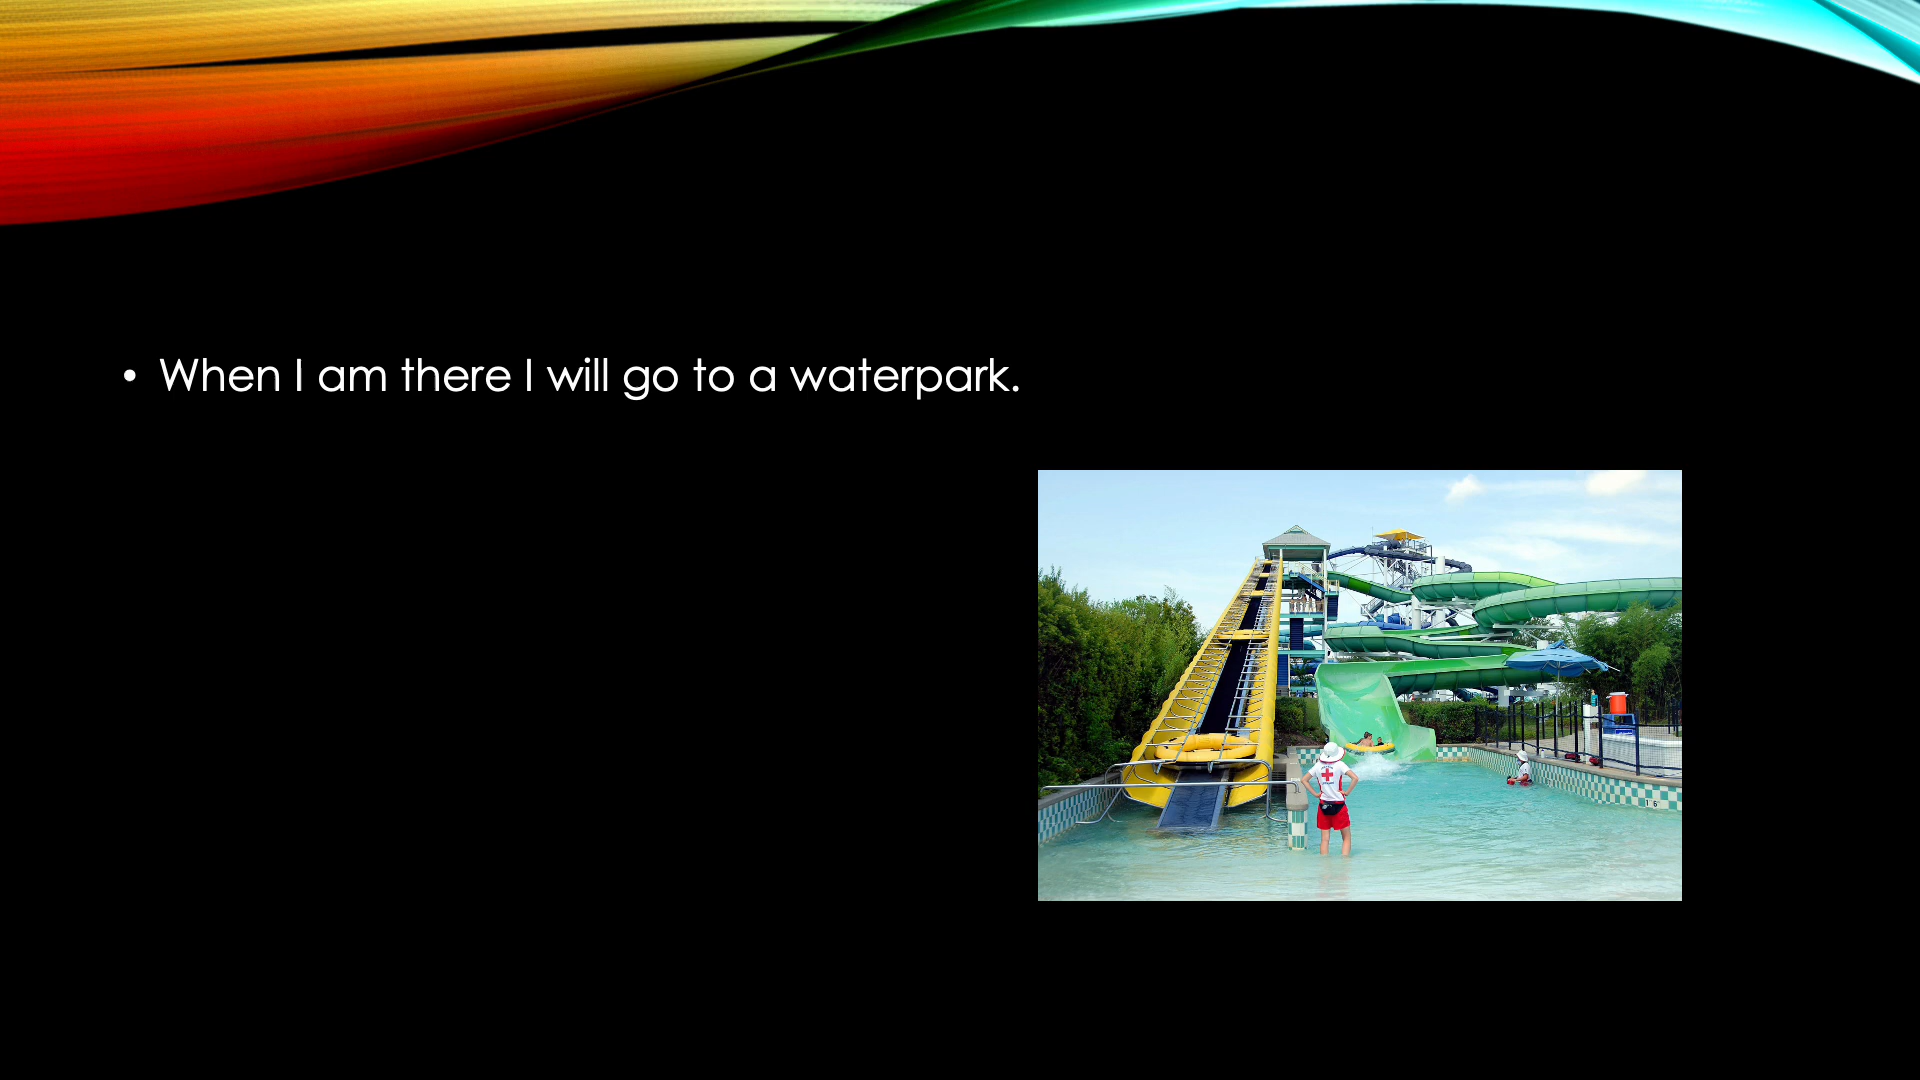 • When I am there I will go to a waterpark.